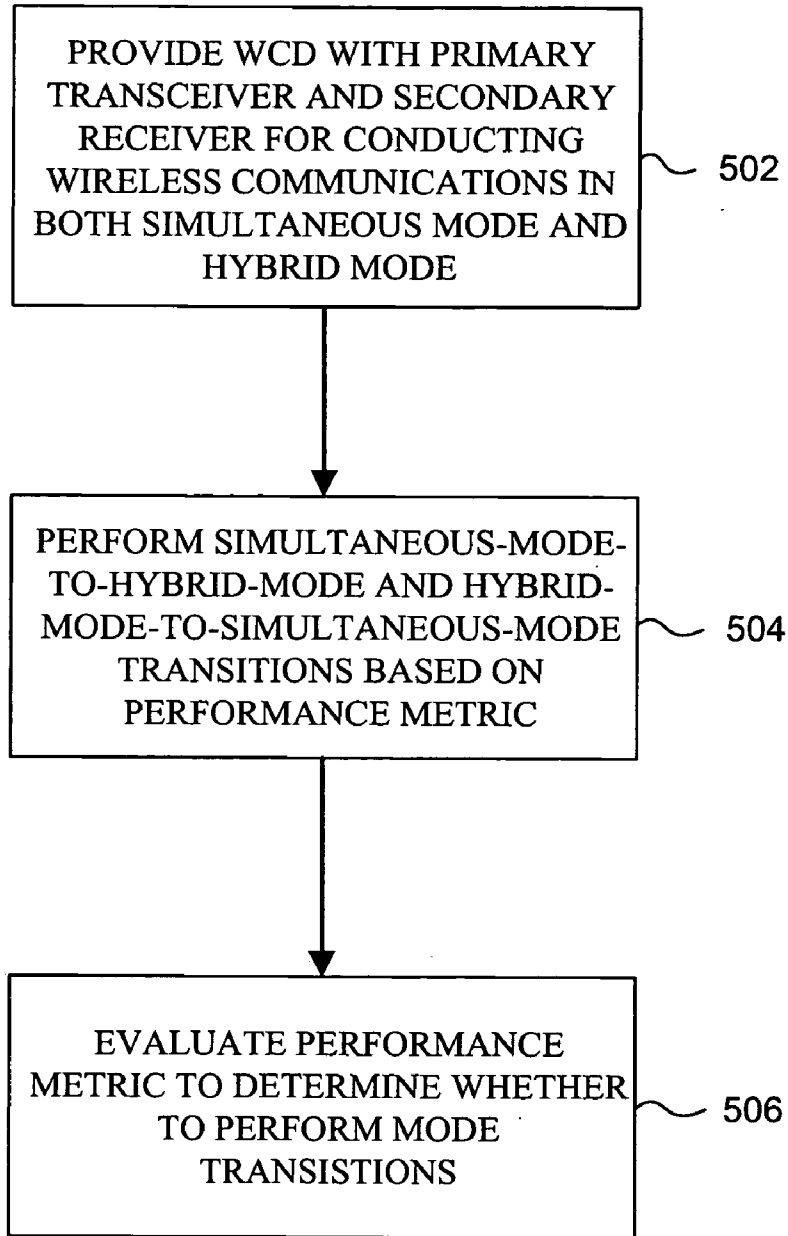 PROVIDE WCD WITH PRIMARY
TRANSCEIVER AND SECONDARY
RECEIVER FOR CONDUCTING
WIRELESS COMMUNICATIONS IN
BOTH SIMULTANEOUS MODE AND
HYBRID MODE
502
PERFORM SIMULTANEOUS-MODE-
TO-HYBRID-MODE AND HYBRID-
MODE-TO-SIMULTANEOUS-MODE
TRANSITIONS BASED ON
PERFORMANCE METRIC
504
EVALUATE PERFORMANCE
METRIC TO DETERMINE WHETHER
TO PERFORM MODE
TRANSISTIONS
506